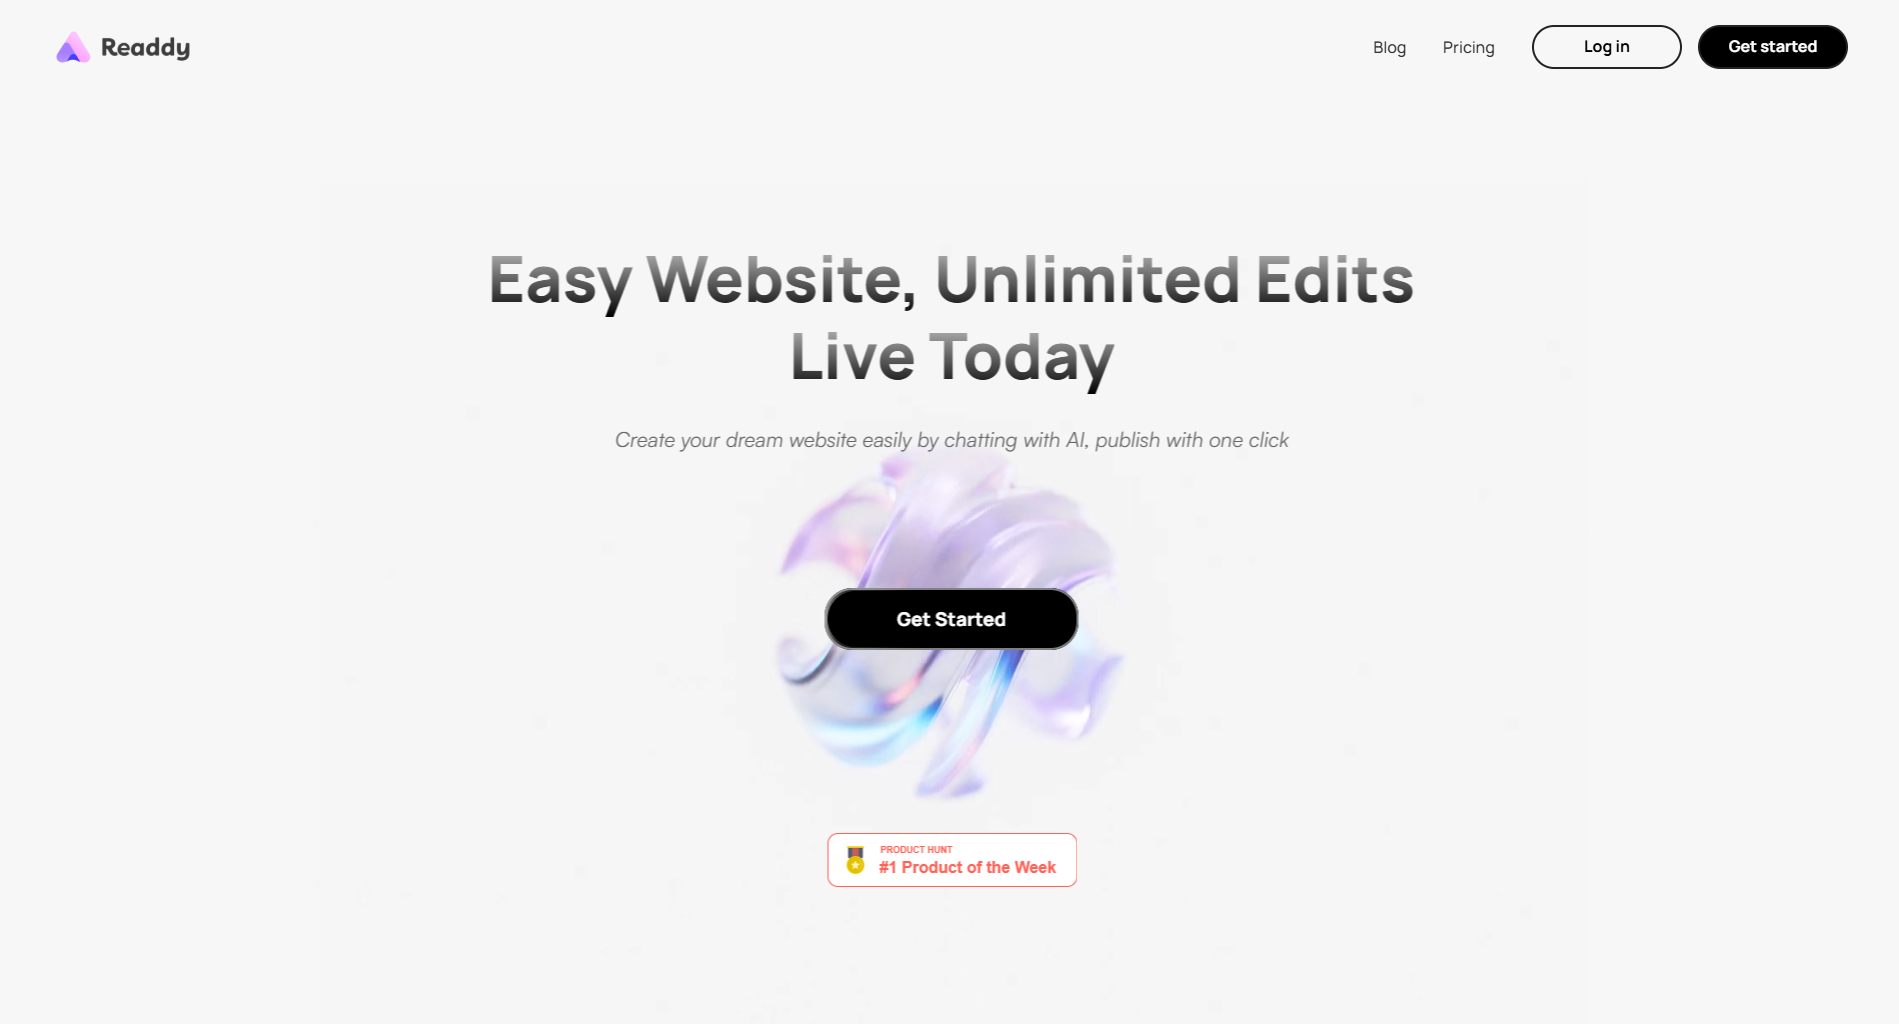 Readdy
Blog
Pricing
Log in
Get started
Easy Website, Unlimited Edits
Live Today
Create your dream website easily by chatting with AI, publish with one click
Get Started
PRODUCT HUNT
#1 Product of the Week